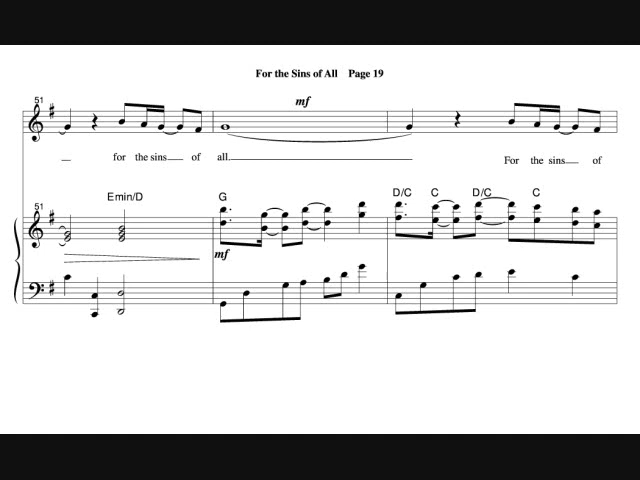 For the Sins of All Page 19
51
mf
for the sins of all. For the sins of
51
Emin/D G D/C C D/C C
mf